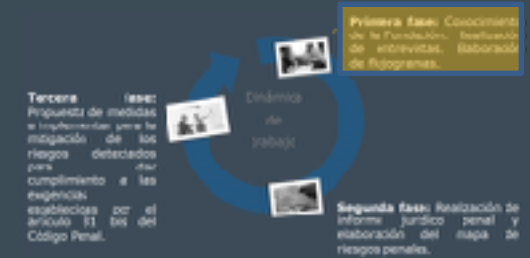 Primera fase: Conocimiento
de la Fundación. Realización
de entrevistas. Elaboración
de flujogramas.
Dinámica
de
trabajo
Tercera fase:
Propuesta de medidas
a implementar para la
mitigación de los
riesgos detectados
para dar
cumplimiento a las
exigencias
establecidas por el
artículo 31 bis del
Código Penal.
Segunda fase: Realización de
informe jurídico penal y
elaboración del mapa de
riesgos penales.